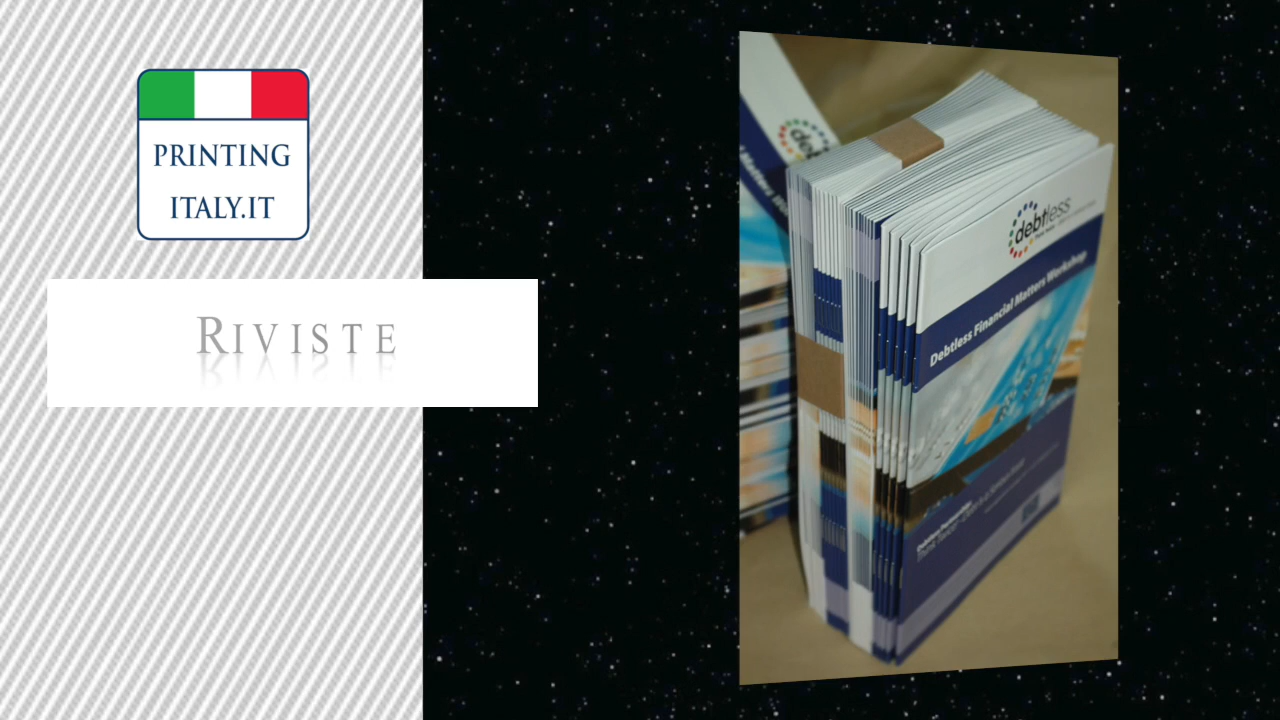 PRINTING
ITALY.IT
RIVISTE
debtless
Debtless Financial Matters Workshop